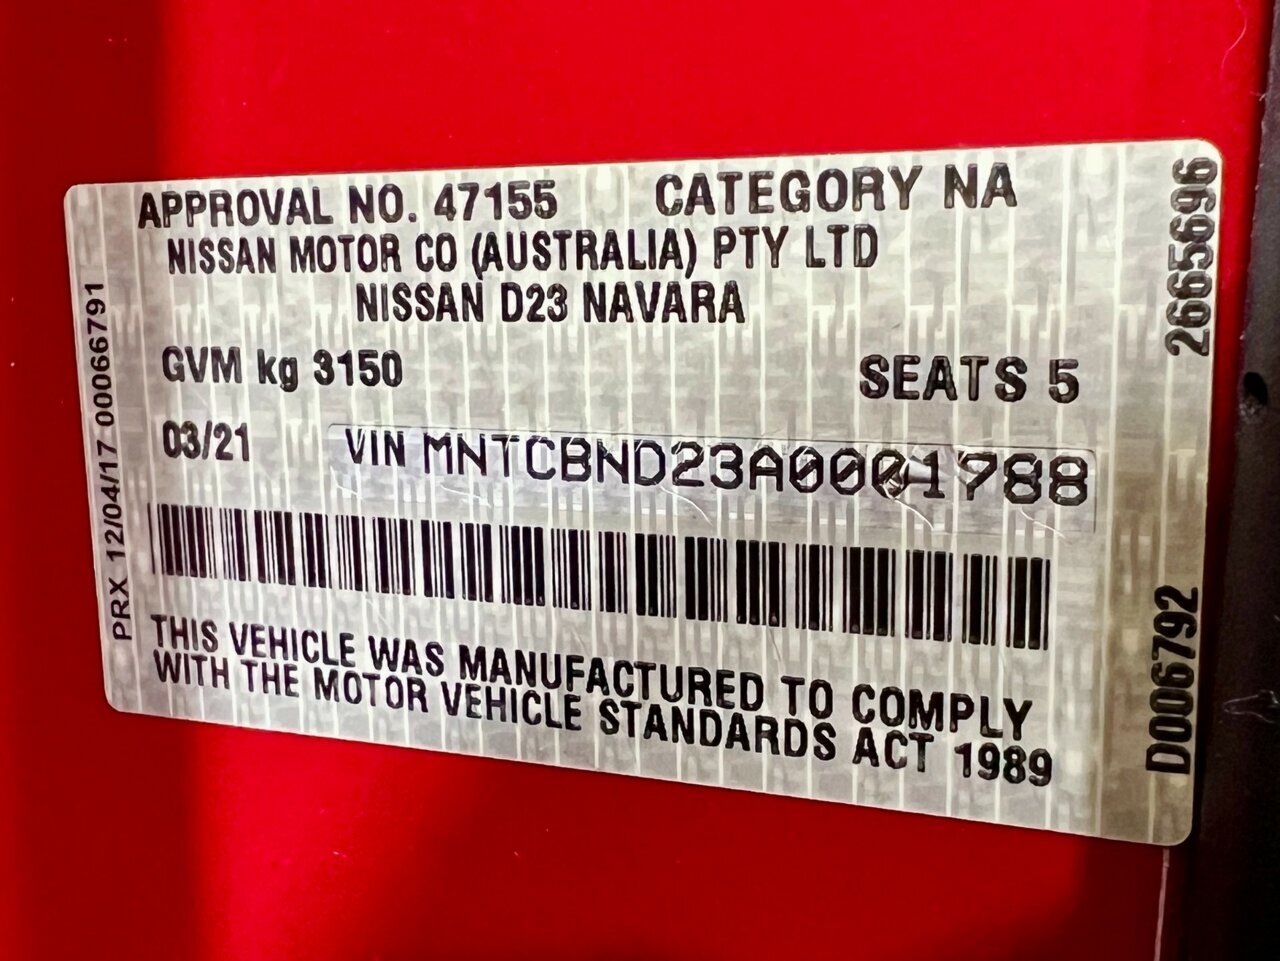 APPROVAL NO. 47155 CATEGORY NA
NISSAN MOTOR CO (AUSTRALIA) PTY LTD
NISSAN D23 NAVARA
GVM kg 3150 SEATS 5
03/21 VIN MNTCBND23A0001788
THIS VEHICLE WAS MANUFACTURED TO COMPLY
WITH THE MOTOR VEHICLE STANDARDS ACT 1989
PRX 12/04/17 00066791
2665696
D006792